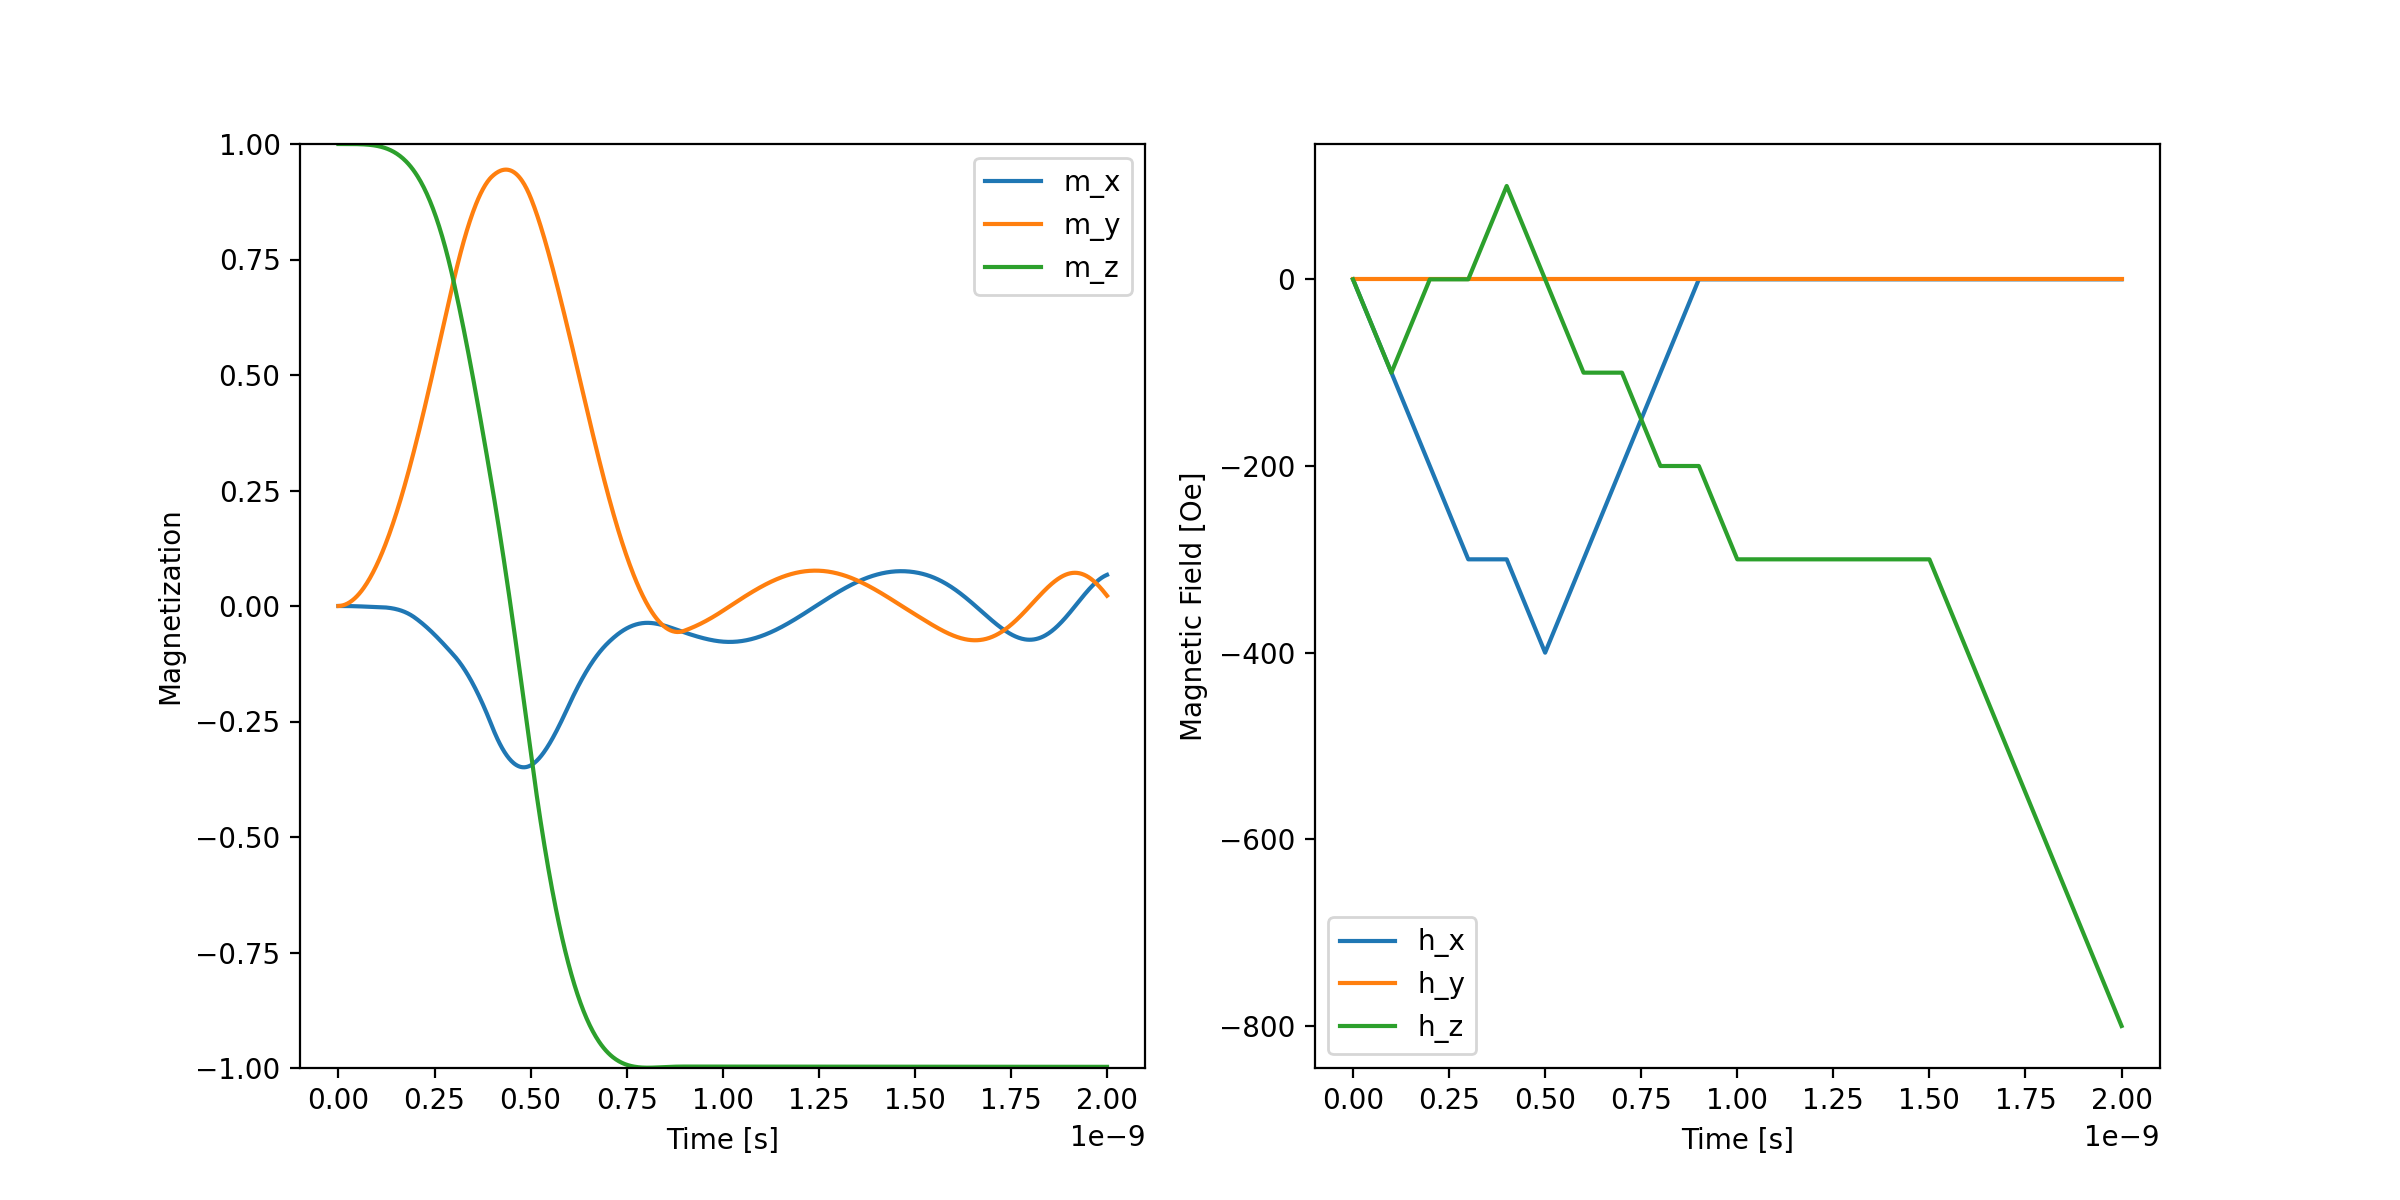 Magnetization
1.00
0.75
0.50
0.25
0.00
−0.25
−0.50
−0.75
−1.00
m_x
m_y
m_z
0.00 0.25 0.50 0.75 1.00 1.25 1.50 1.75 2.00
Time [s]
1e−9
Magnetic Field [Oe]
0
−200
−400
−600
−800
h_x
h_y
h_z
0.00 0.25 0.50 0.75 1.00 1.25 1.50 1.75 2.00
Time [s]
1e−9